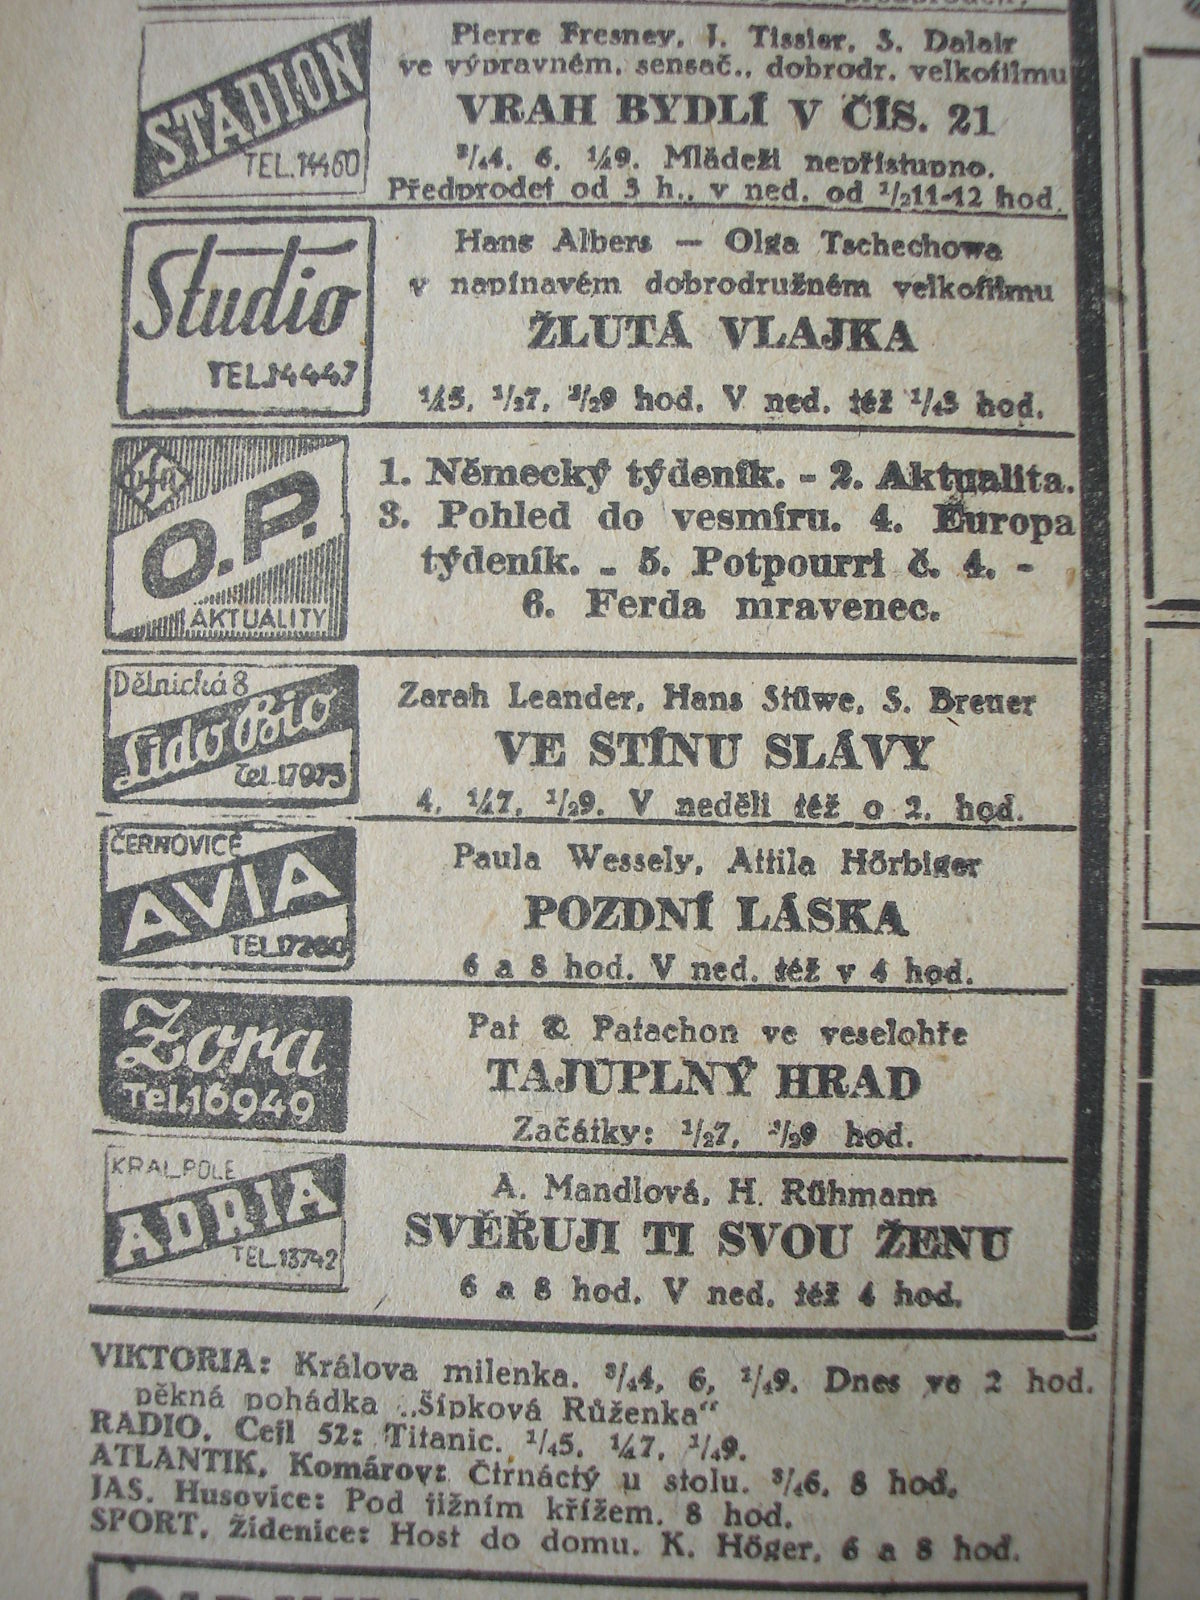 STADION
TEL. 14460
Pierre Fresney, J. Tissier, S. Dalair
ve výpravném, sensač., dobrodr. velkofilmu
VRAH BYDLÍ V ČÍS. 21
3/44, 6, 1/49. Mládeži nepřístupno.
Předprodej od 3 h., v ned. od 1/211-12 hod.
Studio
TEL. 14447
Hans Albers — Olga Tschechowa
v napínavém dobrodružném velkofilmu
ŽLUTÁ VLAJKA
1/45, 1/27, 1/29 hod. V ned. též 1/43 hod.
ufa
O.P.
AKTUALITY
1. Německý týdeník. - 2. Aktualita.
3. Pohled do vesmíru. 4. Europa
týdeník. - 5. Potpourri č. 4. -
6. Ferda mravenec.
Dělnická 8
Lido Bio
Tel. 17975
Zarah Leander, Hans Stüwe, S. Breuer
VE STÍNU SLÁVY
4, 1/47, 1/29. V neděli též o 2. hod.
ČERNOVICE
AVIA
TEL. 17260
Paula Wessely, Attila Hörbiger
POZDNÍ LÁSKA
6 a 8 hod. V ned. též v 4 hod.
Zora
Tel. 16949
Pat & Patachon ve veselohře
TAJUPLNÝ HRAD
Začátky: 1/27, 1/29 hod.
KRÁL. POLE
ADRIA
TEL. 13742
A. Mandlová, H. Rühmann
SVĚŘUJI TI SVOU ŽENU
6 a 8 hod. V ned. též 4 hod.
VIKTORIA: Králova milenka. 3/44, 6, 1/49. Dnes ve 2 hod.
pěkná pohádka „Šípková Růženka“
RADIO, Cejl 52: Titanic. 1/45, 1/47, 1/49.
ATLANTIK, Komárov: Čtrnáctý u stolu. 3/46, 8 hod.
JAS, Husovice: Pod jižním křížem. 8 hod.
SPORT, Židenice: Host do domu. K. Höger, 6 a 8 hod.